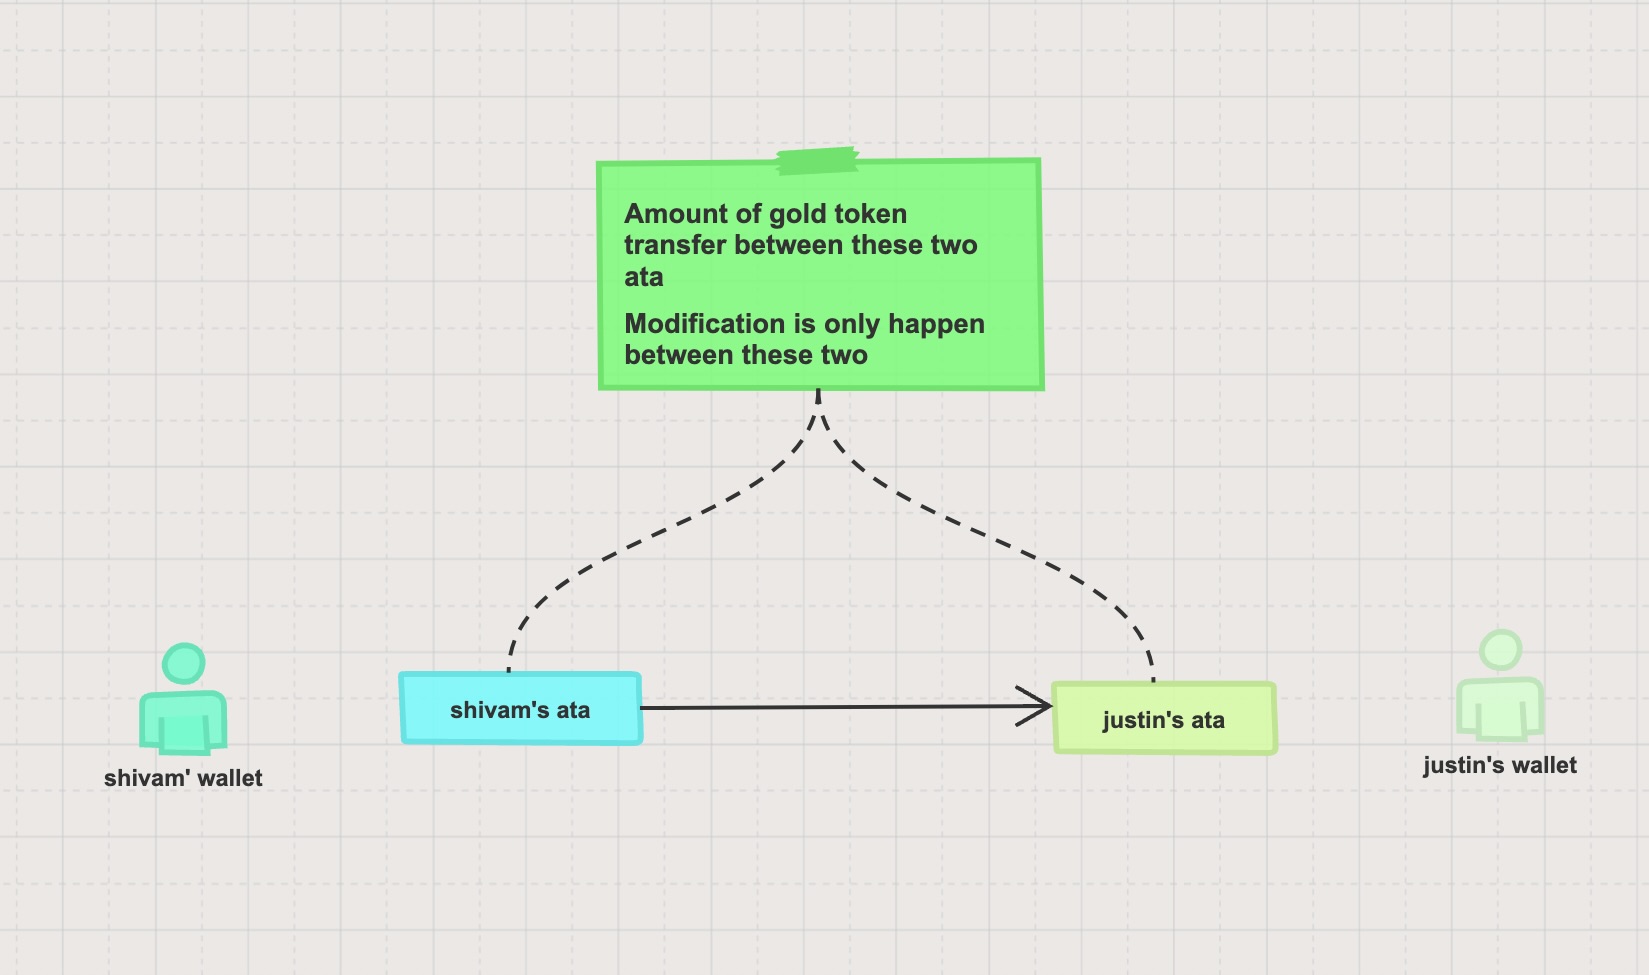 Amount of gold token
transfer between these two
ata
Modification is only happen
between these two
shivam's ata
justin's ata
shivam' wallet
justin's wallet